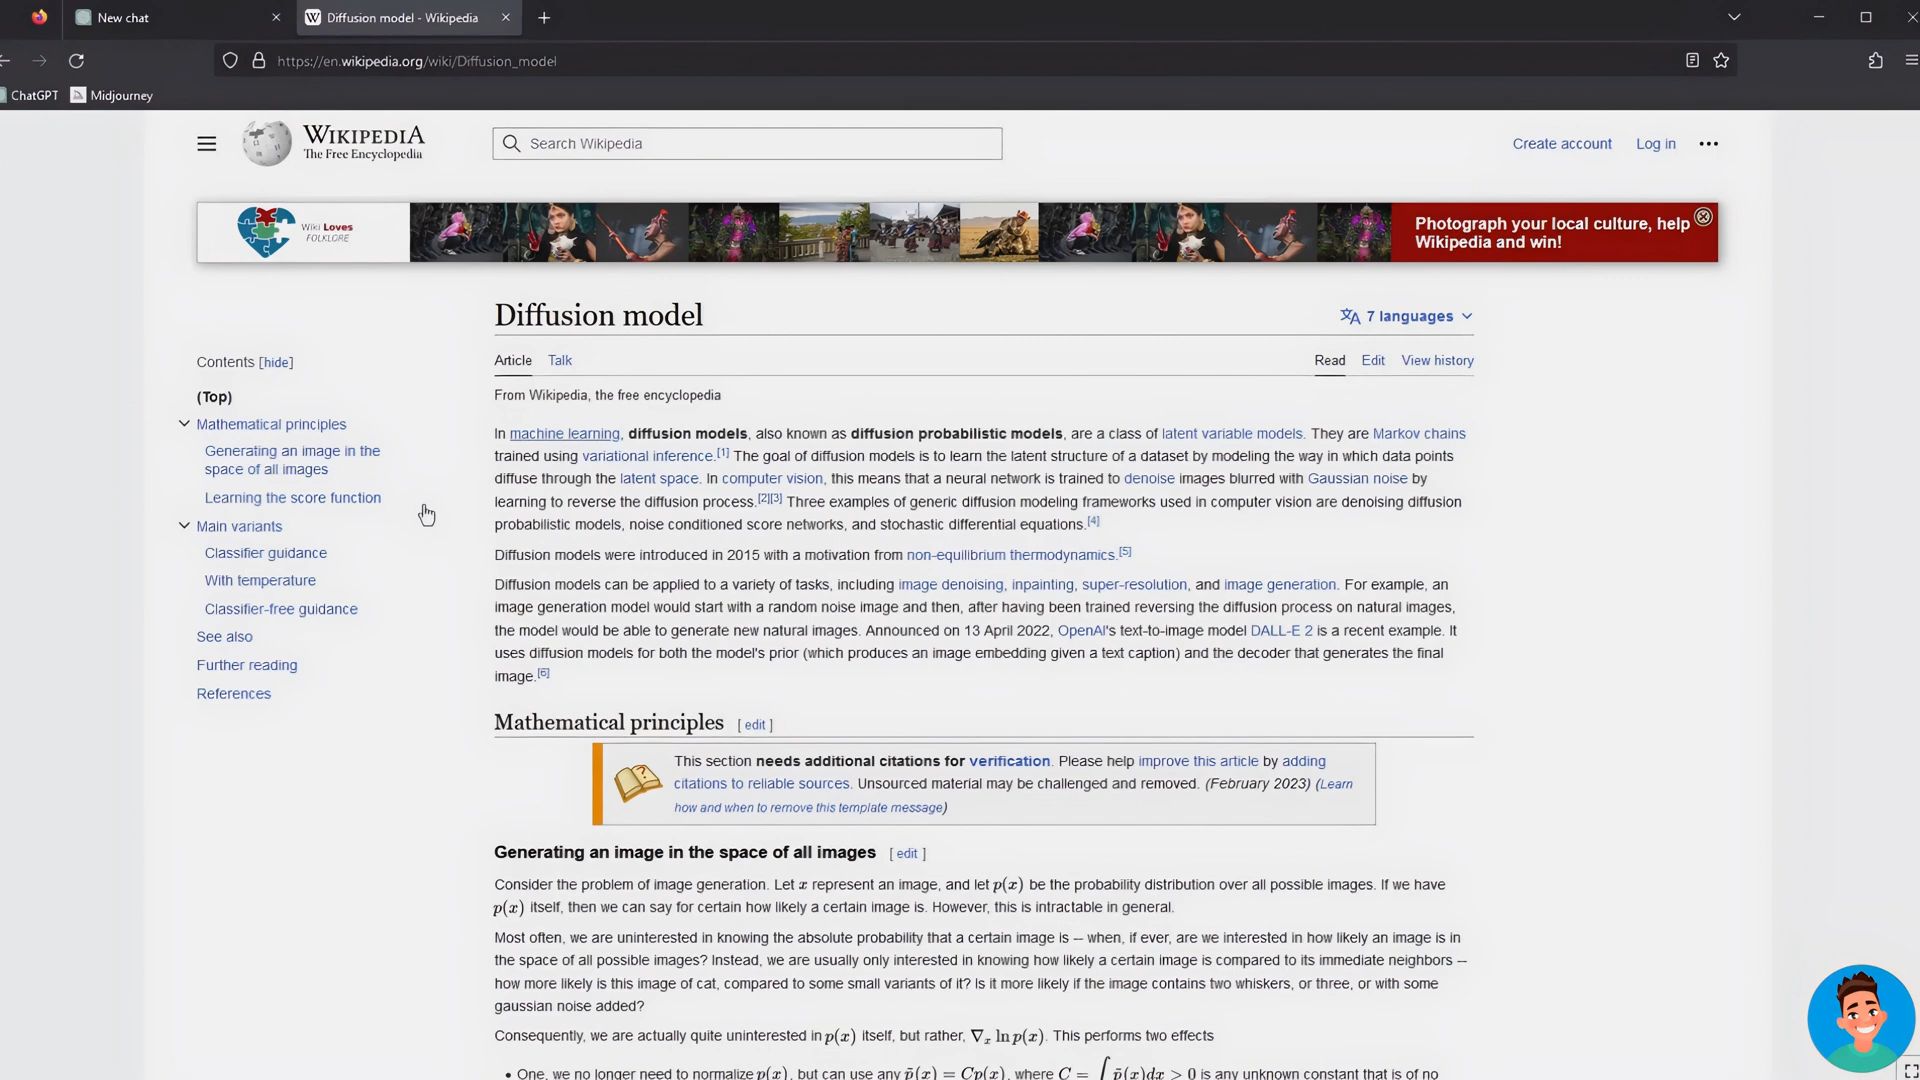 New chat
Diffusion model - Wikipedia
https://en.wikipedia.org/wiki/Diffusion_model
ChatGPT
Midjourney
WIKIPEDIA
The Free Encyclopedia
Search Wikipedia
Create account
Log in
Wiki Loves
FOLKLORE
Photograph your local culture, help
Wikipedia and win!
Diffusion model
7 languages
Contents [hide]
(Top)
Mathematical principles
Generating an image in the
space of all images
Learning the score function
Main variants
Classifier guidance
With temperature
Classifier-free guidance
See also
Further reading
References
Article Talk
Read Edit View history
From Wikipedia, the free encyclopedia
In machine learning, diffusion models, also known as diffusion probabilistic models, are a class of latent variable models. They are Markov chains
trained using variational inference.[1] The goal of diffusion models is to learn the latent structure of a dataset by modeling the way in which data points
diffuse through the latent space. In computer vision, this means that a neural network is trained to denoise images blurred with Gaussian noise by
learning to reverse the diffusion process.[2][3] Three examples of generic diffusion modeling frameworks used in computer vision are denoising diffusion
probabilistic models, noise conditioned score networks, and stochastic differential equations.[4]
Diffusion models were introduced in 2015 with a motivation from non-equilibrium thermodynamics.[5]
Diffusion models can be applied to a variety of tasks, including image denoising, inpainting, super-resolution, and image generation. For example, an
image generation model would start with a random noise image and then, after having been trained reversing the diffusion process on natural images,
the model would be able to generate new natural images. Announced on 13 April 2022, OpenAI's text-to-image model DALL-E 2 is a recent example. It
uses diffusion models for both the model's prior (which produces an image embedding given a text caption) and the decoder that generates the final
image.[6]
Mathematical principles [ edit ]
This section needs additional citations for verification. Please help improve this article by adding
citations to reliable sources. Unsourced material may be challenged and removed. (February 2023) (Learn
how and when to remove this template message)
Generating an image in the space of all images [ edit ]
Consider the problem of image generation. Let x represent an image, and let p(x) be the probability distribution over all possible images. If we have
p(x) itself, then we can say for certain how likely a certain image is. However, this is intractable in general.
Most often, we are uninterested in knowing the absolute probability that a certain image is -- when, if ever, are we interested in how likely an image is in
the space of all possible images? Instead, we are usually only interested in knowing how likely a certain image is compared to its immediate neighbors --
how more likely is this image of cat, compared to some small variants of it? Is it more likely if the image contains two whiskers, or three, or with some
gaussian noise added?
Consequently, we are actually quite uninterested in p(x) itself, but rather, ∇ₓ ln p(x). This performs two effects
• One, we no longer need to normalize p(x), but can use any p̃(x) = Cp(x), where C = ∫ p̃(x)dx > 0 is any unknown constant that is of no